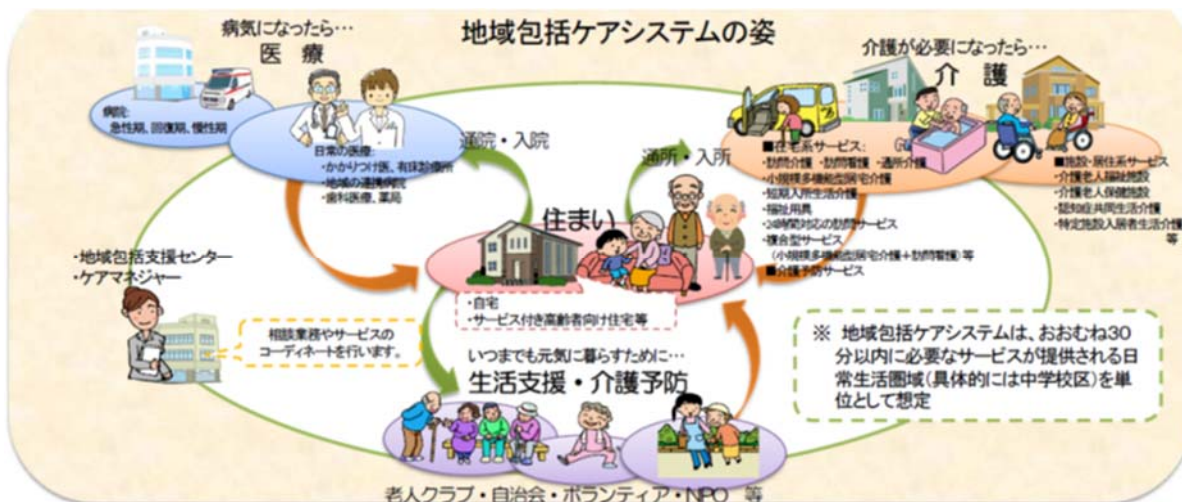 地域包括ケアシステムの姿
病気になったら…
医療
病院:
急性期、回復期、慢性期
日常の医療:
・かかりつけ医、有床診療所
・地域の連携病院
・歯科医療、薬局
通院・入院
通所・入所
介護が必要になったら…
介護
■在宅系サービス:
・訪問介護 ・訪問看護 ・通所介護
・小規模多機能型居宅介護
・短期入所生活介護
・福祉用具
・24時間対応の訪問サービス
・複合型サービス
(小規模多機能型居宅介護+訪問看護)等
■介護予防サービス
■施設・居住系サービス
・介護老人福祉施設
・介護老人保健施設
・認知症共同生活介護
・特定施設入居者生活介護
等
住まい
・自宅
・サービス付き高齢者向け住宅等
・地域包括支援センター
・ケアマネジャー
相談業務やサービスの
コーディネートを行います。
いつまでも元気に暮らすために…
生活支援・介護予防
老人クラブ・自治会・ボランティア・NPO 等
※ 地域包括ケアシステムは、おおむね30
分以内に必要なサービスが提供される日
常生活圏域(具体的には中学校区)を単
位として想定